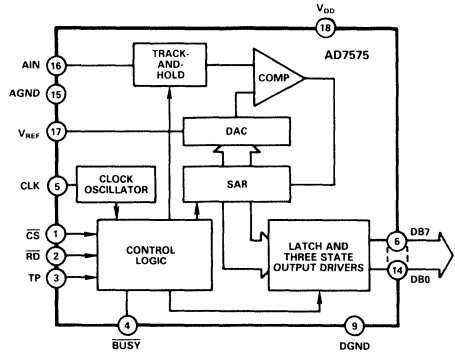 VDD
18
AD7575
AIN
16
TRACK-
AND-
HOLD
COMP
AGND
15
VREF
17
DAC
CLK
5
CLOCK
OSCILLATOR
SAR
CS
1
RD
2
TP
3
CONTROL
LOGIC
LATCH AND
THREE STATE
OUTPUT DRIVERS
6
DB7
14
DB0
4
BUSY
9
DGND